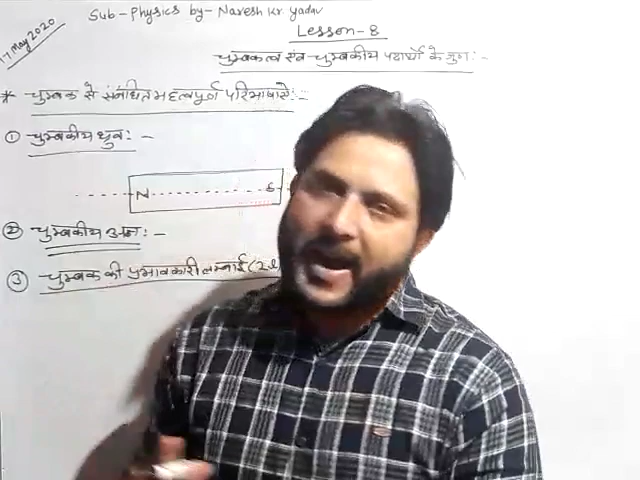 17 May 2020
Sub-Physics by- Naresh Kr. yadav
Lesson-8
चुम्बकत्व एंव चुम्बकीय पदार्थो के गुण:-
* चुम्बक से संबंधित महत्वपूर्ण परिभाषाऐं:-
① चुम्बकीय ध्रुव:-
N S
② चुम्बकीय अक्ष:-
③ चुम्बक की प्रभावकारी लम्बाई (2l